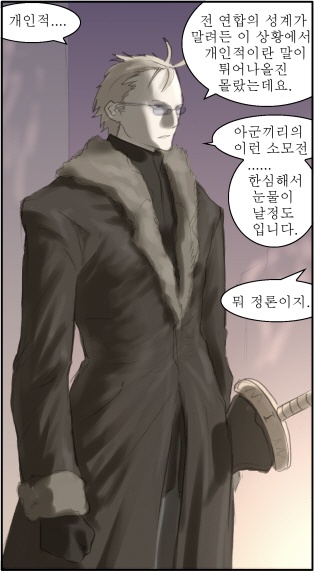 개인적....
전 연합의 성계가
말려든 이 상황에서
개인적이란 말이
튀어나올진
몰랐는데요.
아군끼리의
이런 소모전
......
한심해서
눈물이
날정도
입니다.
뭐 정론이지.